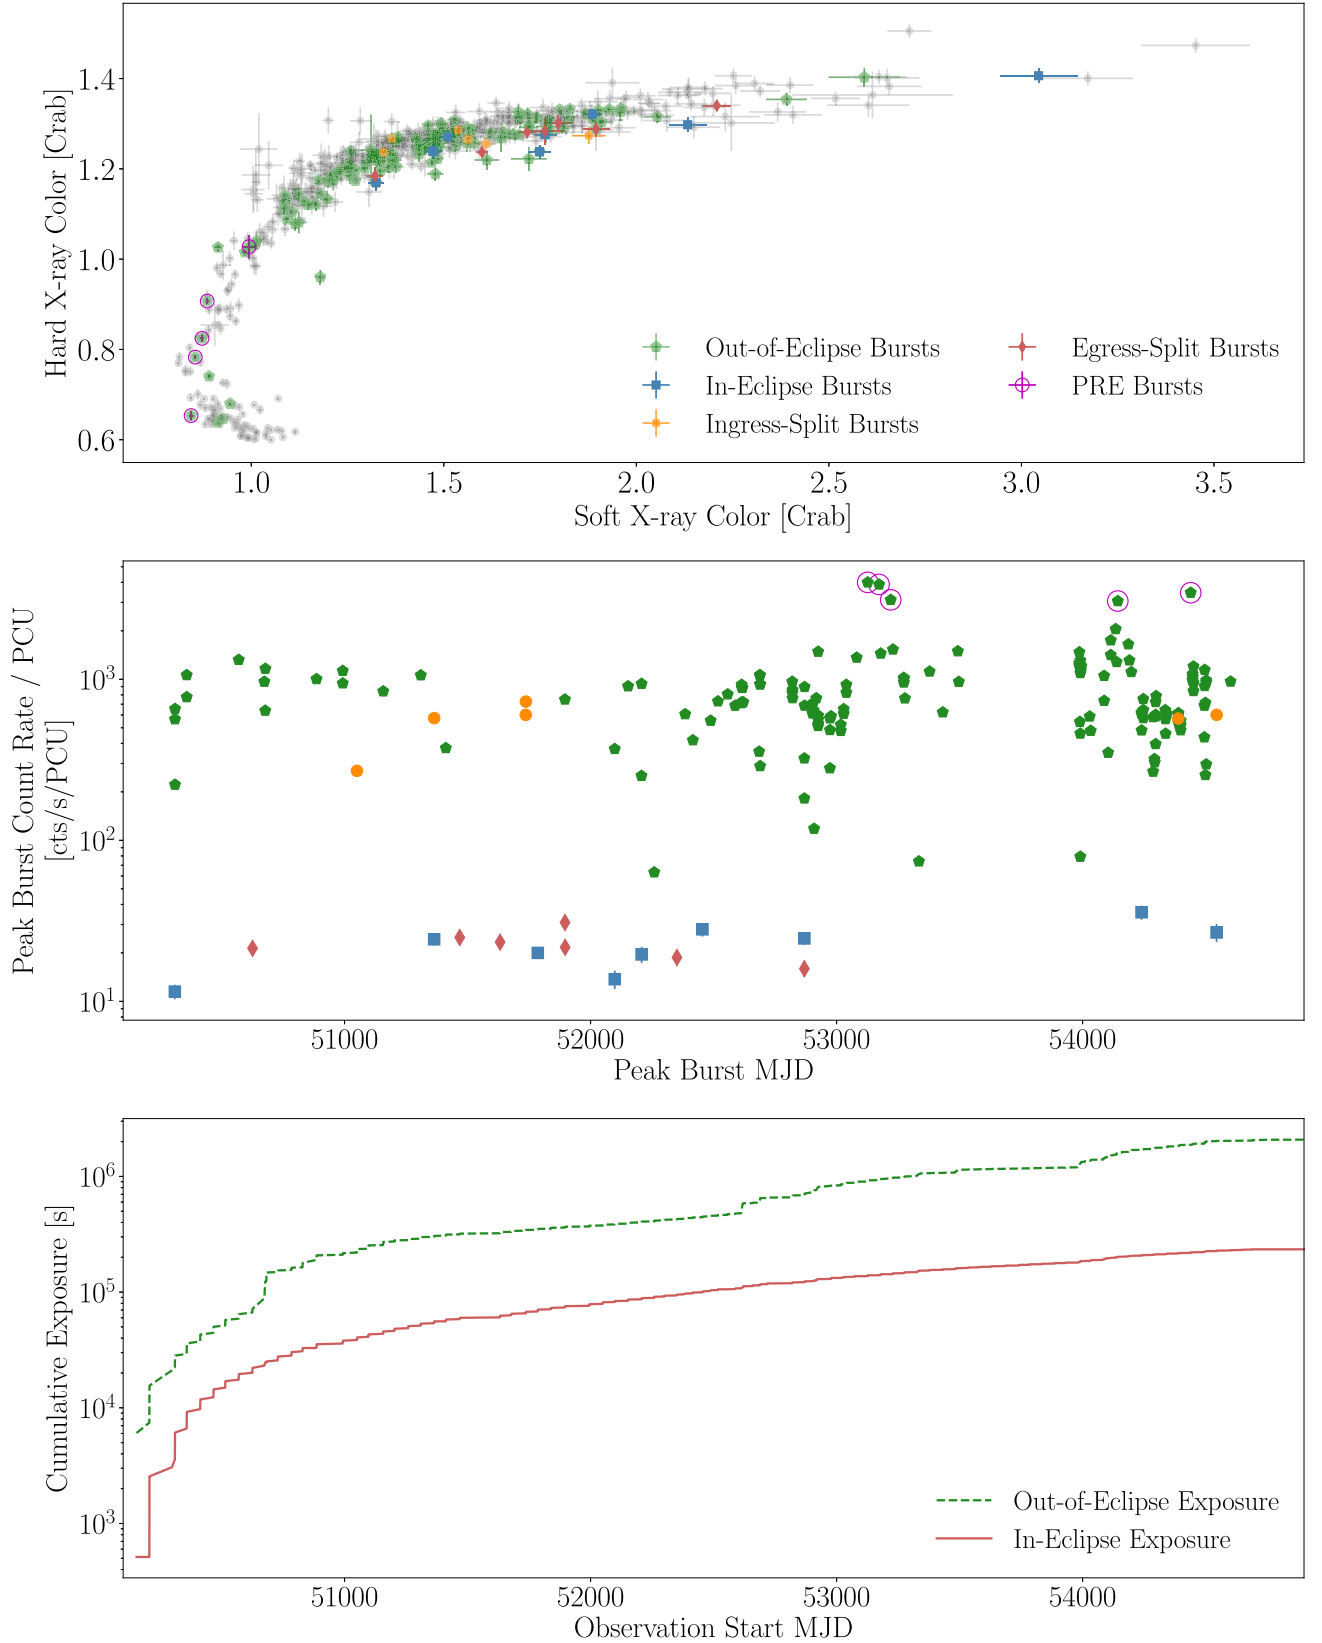 Hard X-ray Color [Crab]
1.4
1.2
1.0
0.8
0.6
Out-of-Eclipse Bursts
In-Eclipse Bursts
Ingress-Split Bursts
Egress-Split Bursts
PRE Bursts
1.0 1.5 2.0 2.5 3.0 3.5
Soft X-ray Color [Crab]
Peak Burst Count Rate / PCU
[cts/s/PCU]
10³
10²
10¹
51000 52000 53000 54000
Peak Burst MJD
Cumulative Exposure [s]
10⁶
10⁵
10⁴
10³
Out-of-Eclipse Exposure
In-Eclipse Exposure
51000 52000 53000 54000
Observation Start MJD